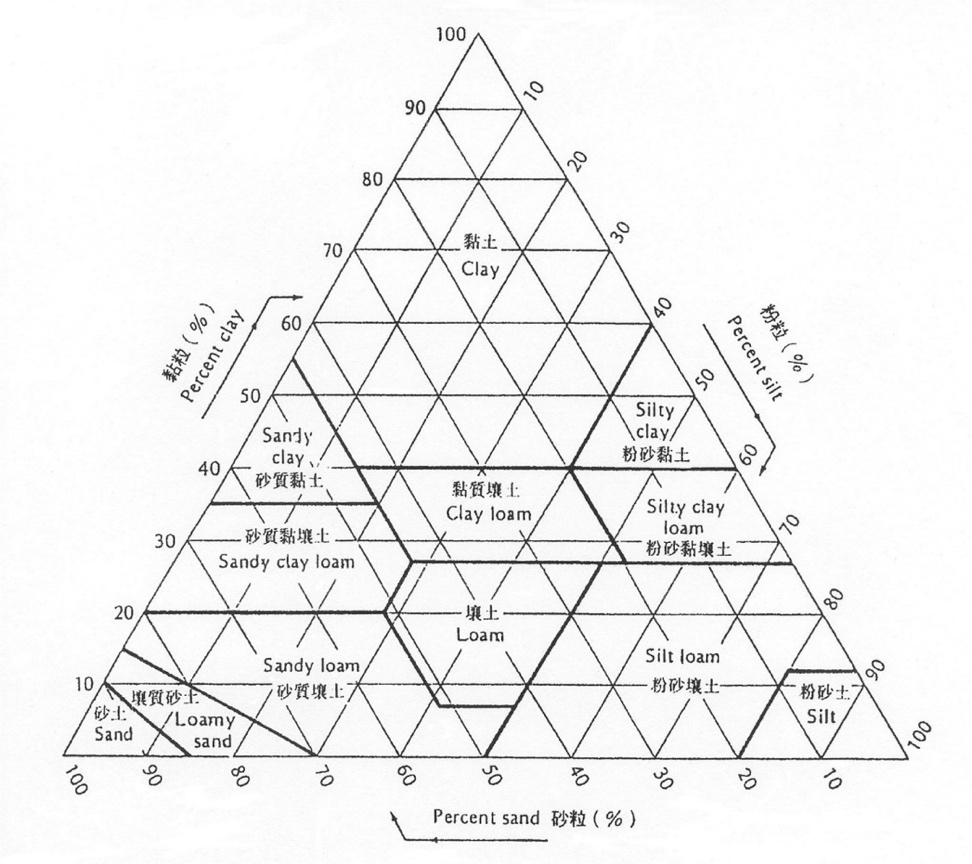 100
10
90
20
80
30
70
黏土
Clay
40
60
黏粒 (%)
Percent clay
粉粒 (%)
Percent silt
50
50
Silty
clay
粉砂黏土
Sandy
clay
砂質黏土
60
40
黏質壤土
Clay loam
Silty clay
loam
粉砂黏壤土
70
30
砂質黏壤土
Sandy clay loam
80
20
壤土
Loam
Sandy loam
砂質壤土
Silt loam
粉砂壤土
90
10
壤質砂土
Loamy
sand
砂土
Sand
粉砂土
Silt
100
100
90
80
70
60
50
40
30
20
10
Percent sand 砂粒 (%)